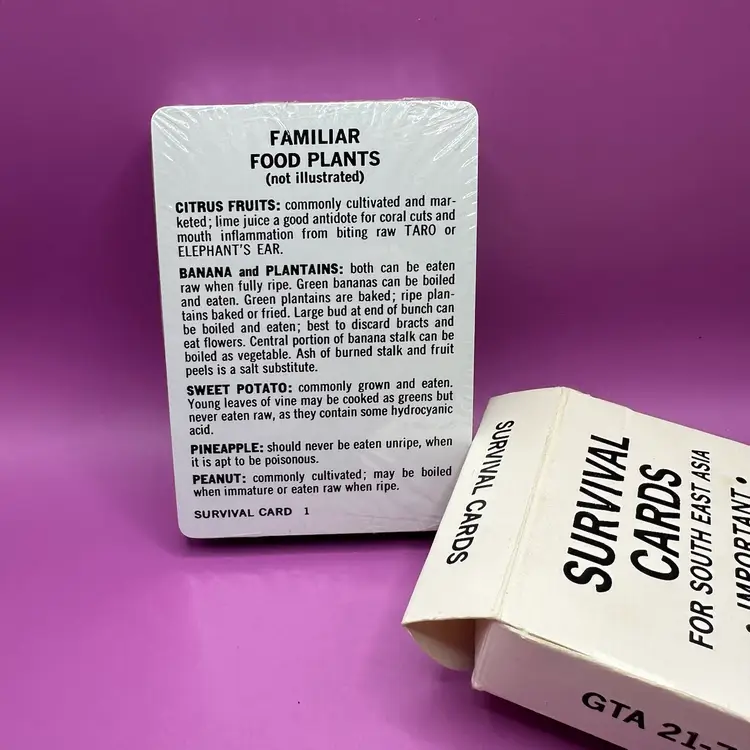 FAMILIAR
FOOD PLANTS
(not illustrated)
CITRUS FRUITS: commonly cultivated and mar-
keted; lime juice a good antidote for coral cuts and
mouth inflammation from biting raw TARO or
ELEPHANT'S EAR.
BANANA and PLANTAINS: both can be eaten
raw when fully ripe. Green bananas can be boiled
and eaten. Green plantains are baked; ripe plan-
tains baked or fried. Large bud at end of bunch can
be boiled and eaten; best to discard bracts and
eat flowers. Central portion of banana stalk can be
boiled as vegetable. Ash of burned stalk and fruit
peels is a salt substitute.
SWEET POTATO: commonly grown and eaten.
Young leaves of vine may be cooked as greens but
never eaten raw, as they contain some hydrocyanic
acid.
PINEAPPLE: should never be eaten unripe, when
it is apt to be poisonous.
PEANUT: commonly cultivated; may be boiled
when immature or eaten raw when ripe.
SURVIVAL CARD 1
SURVIVAL CARDS
SURVIVAL
CARDS
FOR SOUTH EAST ASIA
• IMPORTANT •
GTA 21-7